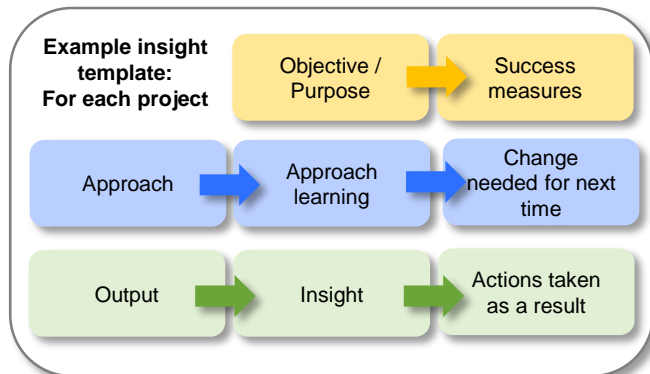 Example insight
template:
For each project
Objective /
Purpose
Success
measures
Approach
Approach
learning
Change
needed for next
time
Output
Insight
Actions taken
as a result